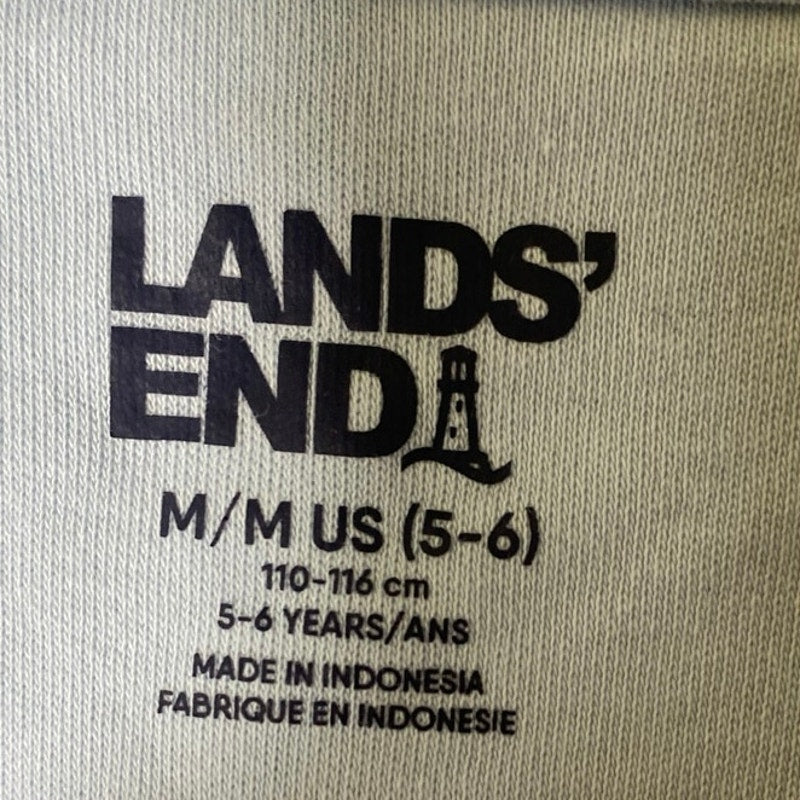 LANDS'
END
M/M US (5-6)
110-116 cm
5-6 YEARS/ANS
MADE IN INDONESIA
FABRIQUE EN INDONESIE